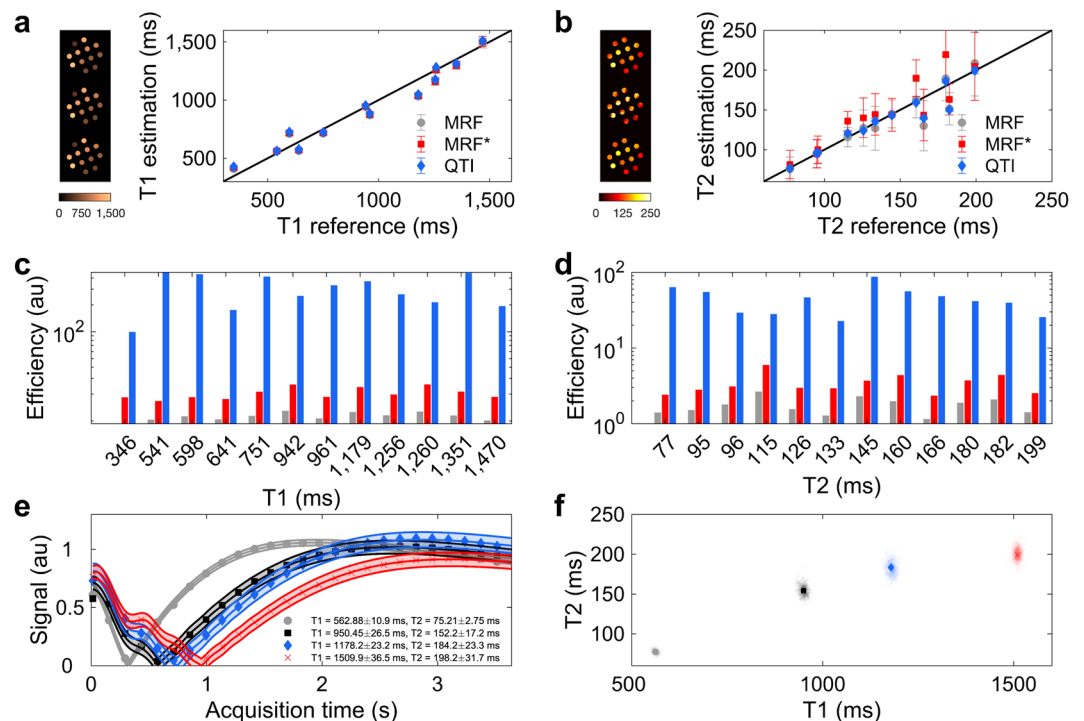 a
T1 estimation (ms)
1,500
1000
500
MRF
MRF*
QTI
500
1000
1,500
T1 reference (ms)
0 750 1,500
b
T2 estimation (ms)
250
200
150
100
MRF
MRF*
QTI
100
150
200
250
T2 reference (ms)
0 125 250
c
Efficiency (au)
10²
346
541
598
641
751
942
961
1,179
1,256
1,260
1,351
1,470
T1 (ms)
d
Efficiency (au)
10²
10¹
10⁰
77
95
96
115
126
133
145
160
166
180
182
199
T2 (ms)
e
Signal (au)
1
0.5
0
T1 = 562.88±10.9 ms, T2 = 75.21±2.75 ms
T1 = 950.45±26.5 ms, T2 = 152.2±17.2 ms
T1 = 1178.2±23.2 ms, T2 = 184.2±23.3 ms
T1 = 1509.9±36.5 ms, T2 = 198.2±31.7 ms
0
1
2
3
Acquisition time (s)
f
T2 (ms)
250
200
150
100
500
1000
1500
T1 (ms)